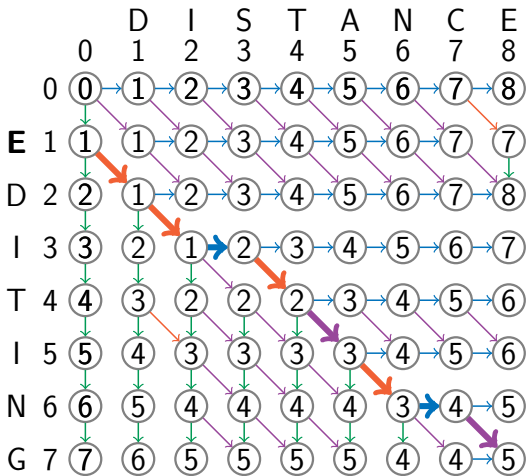 D I S T A N C E
0 1 2 3 4 5 6 7 8
0 0 1 2 3 4 5 6 7 8
E 1 1 1 2 3 4 5 6 7 7
D 2 2 1 2 3 4 5 6 7 8
I 3 3 2 1 2 3 4 5 6 7
T 4 4 3 2 2 2 3 4 5 6
I 5 5 4 3 3 3 3 4 5 6
N 6 6 5 4 4 4 4 3 4 5
G 7 7 6 5 5 5 5 4 4 5